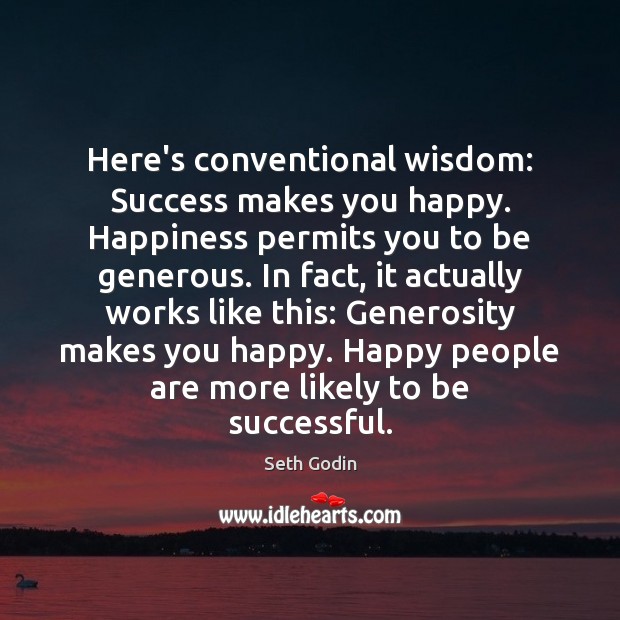 Here's conventional wisdom:
Success makes you happy.
Happiness permits you to be
generous. In fact, it actually
works like this: Generosity
makes you happy. Happy people
are more likely to be
successful.
Seth Godin
www.idlehearts.com